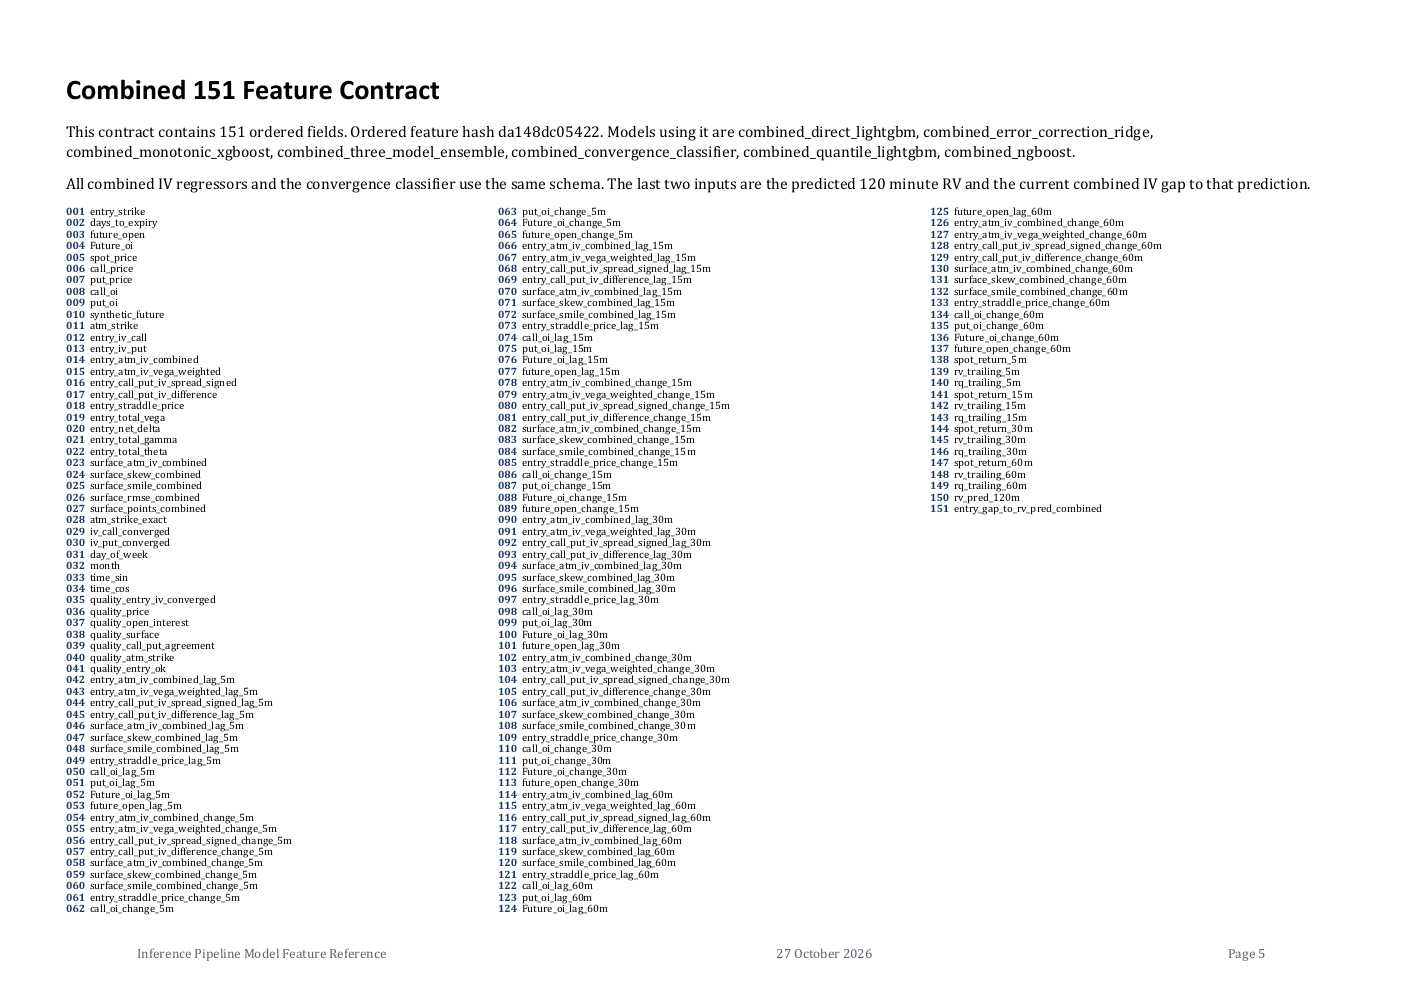 Combined 151 Feature Contract
This contract contains 151 ordered fields. Ordered feature hash da148dc05422. Models using it are combined_direct_lightgbm, combined_error_correction_ridge,
combined_monotonic_xgboost, combined_three_model_ensemble, combined_convergence_classifier, combined_quantile_lightgbm, combined_ngboost.
All combined IV regressors and the convergence classifier use the same schema. The last two inputs are the predicted 120 minute RV and the current combined IV gap to that prediction.
001 entry_strike
002 days_to_expiry
003 future_open
004 Future_oi
005 spot_price
006 call_price
007 put_price
008 call_oi
009 put_oi
010 synthetic_future
011 atm_strike
012 entry_iv_call
013 entry_iv_put
014 entry_atm_iv_combined
015 entry_atm_iv_vega_weighted
016 entry_call_put_iv_spread_signed
017 entry_call_put_iv_difference
018 entry_straddle_price
019 entry_total_vega
020 entry_net_delta
021 entry_total_gamma
022 entry_total_theta
023 surface_atm_iv_combined
024 surface_skew_combined
025 surface_smile_combined
026 surface_rmse_combined
027 surface_points_combined
028 atm_strike_exact
029 iv_call_converged
030 iv_put_converged
031 day_of_week
032 month
033 time_sin
034 time_cos
035 quality_entry_iv_converged
036 quality_price
037 quality_open_interest
038 quality_surface
039 quality_call_put_agreement
040 quality_atm_strike
041 quality_entry_ok
042 entry_atm_iv_combined_lag_5m
043 entry_atm_iv_vega_weighted_lag_5m
044 entry_call_put_iv_spread_signed_lag_5m
045 entry_call_put_iv_difference_lag_5m
046 surface_atm_iv_combined_lag_5m
047 surface_skew_combined_lag_5m
048 surface_smile_combined_lag_5m
049 entry_straddle_price_lag_5m
050 call_oi_lag_5m
051 put_oi_lag_5m
052 Future_oi_lag_5m
053 future_open_lag_5m
054 entry_atm_iv_combined_change_5m
055 entry_atm_iv_vega_weighted_change_5m
056 entry_call_put_iv_spread_signed_change_5m
057 entry_call_put_iv_difference_change_5m
058 surface_atm_iv_combined_change_5m
059 surface_skew_combined_change_5m
060 surface_smile_combined_change_5m
061 entry_straddle_price_change_5m
062 call_oi_change_5m
063 put_oi_change_5m
064 Future_oi_change_5m
065 future_open_change_5m
066 entry_atm_iv_combined_lag_15m
067 entry_atm_iv_vega_weighted_lag_15m
068 entry_call_put_iv_spread_signed_lag_15m
069 entry_call_put_iv_difference_lag_15m
070 surface_atm_iv_combined_lag_15m
071 surface_skew_combined_lag_15m
072 surface_smile_combined_lag_15m
073 entry_straddle_price_lag_15m
074 call_oi_lag_15m
075 put_oi_lag_15m
076 Future_oi_lag_15m
077 future_open_lag_15m
078 entry_atm_iv_combined_change_15m
079 entry_atm_iv_vega_weighted_change_15m
080 entry_call_put_iv_spread_signed_change_15m
081 entry_call_put_iv_difference_change_15m
082 surface_atm_iv_combined_change_15m
083 surface_skew_combined_change_15m
084 surface_smile_combined_change_15m
085 entry_straddle_price_change_15m
086 call_oi_change_15m
087 put_oi_change_15m
088 Future_oi_change_15m
089 future_open_change_15m
090 entry_atm_iv_combined_lag_30m
091 entry_atm_iv_vega_weighted_lag_30m
092 entry_call_put_iv_spread_signed_lag_30m
093 entry_call_put_iv_difference_lag_30m
094 surface_atm_iv_combined_lag_30m
095 surface_skew_combined_lag_30m
096 surface_smile_combined_lag_30m
097 entry_straddle_price_lag_30m
098 call_oi_lag_30m
099 put_oi_lag_30m
100 Future_oi_lag_30m
101 future_open_lag_30m
102 entry_atm_iv_combined_change_30m
103 entry_atm_iv_vega_weighted_change_30m
104 entry_call_put_iv_spread_signed_change_30m
105 entry_call_put_iv_difference_change_30m
106 surface_atm_iv_combined_change_30m
107 surface_skew_combined_change_30m
108 surface_smile_combined_change_30m
109 entry_straddle_price_change_30m
110 call_oi_change_30m
111 put_oi_change_30m
112 Future_oi_change_30m
113 future_open_change_30m
114 entry_atm_iv_combined_lag_60m
115 entry_atm_iv_vega_weighted_lag_60m
116 entry_call_put_iv_spread_signed_lag_60m
117 entry_call_put_iv_difference_lag_60m
118 surface_atm_iv_combined_lag_60m
119 surface_skew_combined_lag_60m
120 surface_smile_combined_lag_60m
121 entry_straddle_price_lag_60m
122 call_oi_lag_60m
123 put_oi_lag_60m
124 Future_oi_lag_60m
125 future_open_lag_60m
126 entry_atm_iv_combined_change_60m
127 entry_atm_iv_vega_weighted_change_60m
128 entry_call_put_iv_spread_signed_change_60m
129 entry_call_put_iv_difference_change_60m
130 surface_atm_iv_combined_change_60m
131 surface_skew_combined_change_60m
132 surface_smile_combined_change_60m
133 entry_straddle_price_change_60m
134 call_oi_change_60m
135 put_oi_change_60m
136 Future_oi_change_60m
137 future_open_change_60m
138 spot_return_5m
139 rv_trailing_5m
140 rq_trailing_5m
141 spot_return_15m
142 rv_trailing_15m
143 rq_trailing_15m
144 spot_return_30m
145 rv_trailing_30m
146 rq_trailing_30m
147 spot_return_60m
148 rv_trailing_60m
149 rq_trailing_60m
150 rv_pred_120m
151 entry_gap_to_rv_pred_combined
Inference Pipeline Model Feature Reference
27 October 2026
Page 5